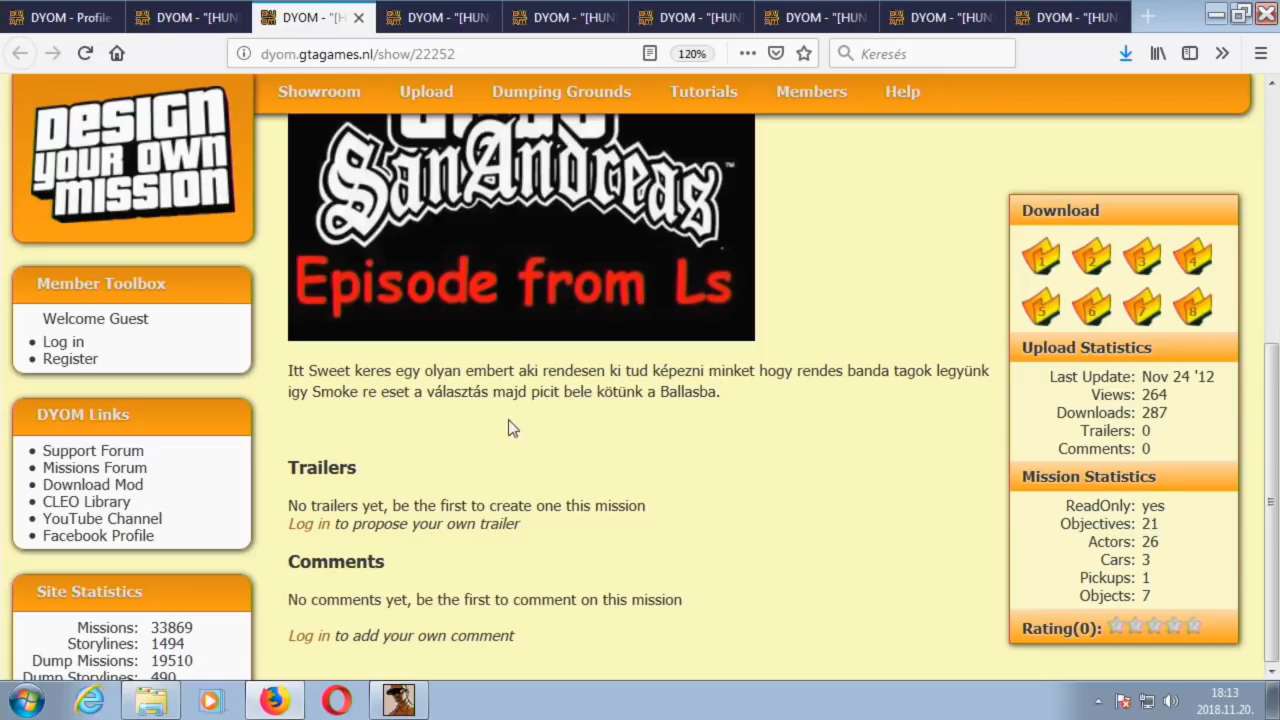 DYOM - Profile
DYOM - "[HUN
DYOM - "[H
DYOM - "[HUN
DYOM - "[HUN
DYOM - "[HUN
DYOM - "[HUN
DYOM - "[HUN
DYOM - "[HUN
dyom.gtagames.nl/show/22252
120%
Keresés
DESIGN
YOUR OWN
MISSION
Showroom
Upload
Dumping Grounds
Tutorials
Members
Help
San Andreas ™
Episode from Ls
Itt Sweet keres egy olyan embert aki rendesen ki tud képezni minket hogy rendes banda tagok legyünk
igy Smoke re eset a választás majd picit bele kötünk a Ballasba.
Trailers
No trailers yet, be the first to create one this mission
Log in to propose your own trailer
Comments
No comments yet, be the first to comment on this mission
Log in to add your own comment
Member Toolbox
Welcome Guest
Log in
Register
DYOM Links
Support Forum
Missions Forum
Download Mod
CLEO Library
YouTube Channel
Facebook Profile
Site Statistics
Missions: 33869
Storylines: 1494
Dump Missions: 19510
Dump Storylines: 490
Download
1 2 3 4
5 6 7 8
Upload Statistics
Last Update: Nov 24 '12
Views: 264
Downloads: 287
Trailers: 0
Comments: 0
Mission Statistics
ReadOnly: yes
Objectives: 21
Actors: 26
Cars: 3
Pickups: 1
Objects: 7
Rating(0):
18:13
2018.11.20.